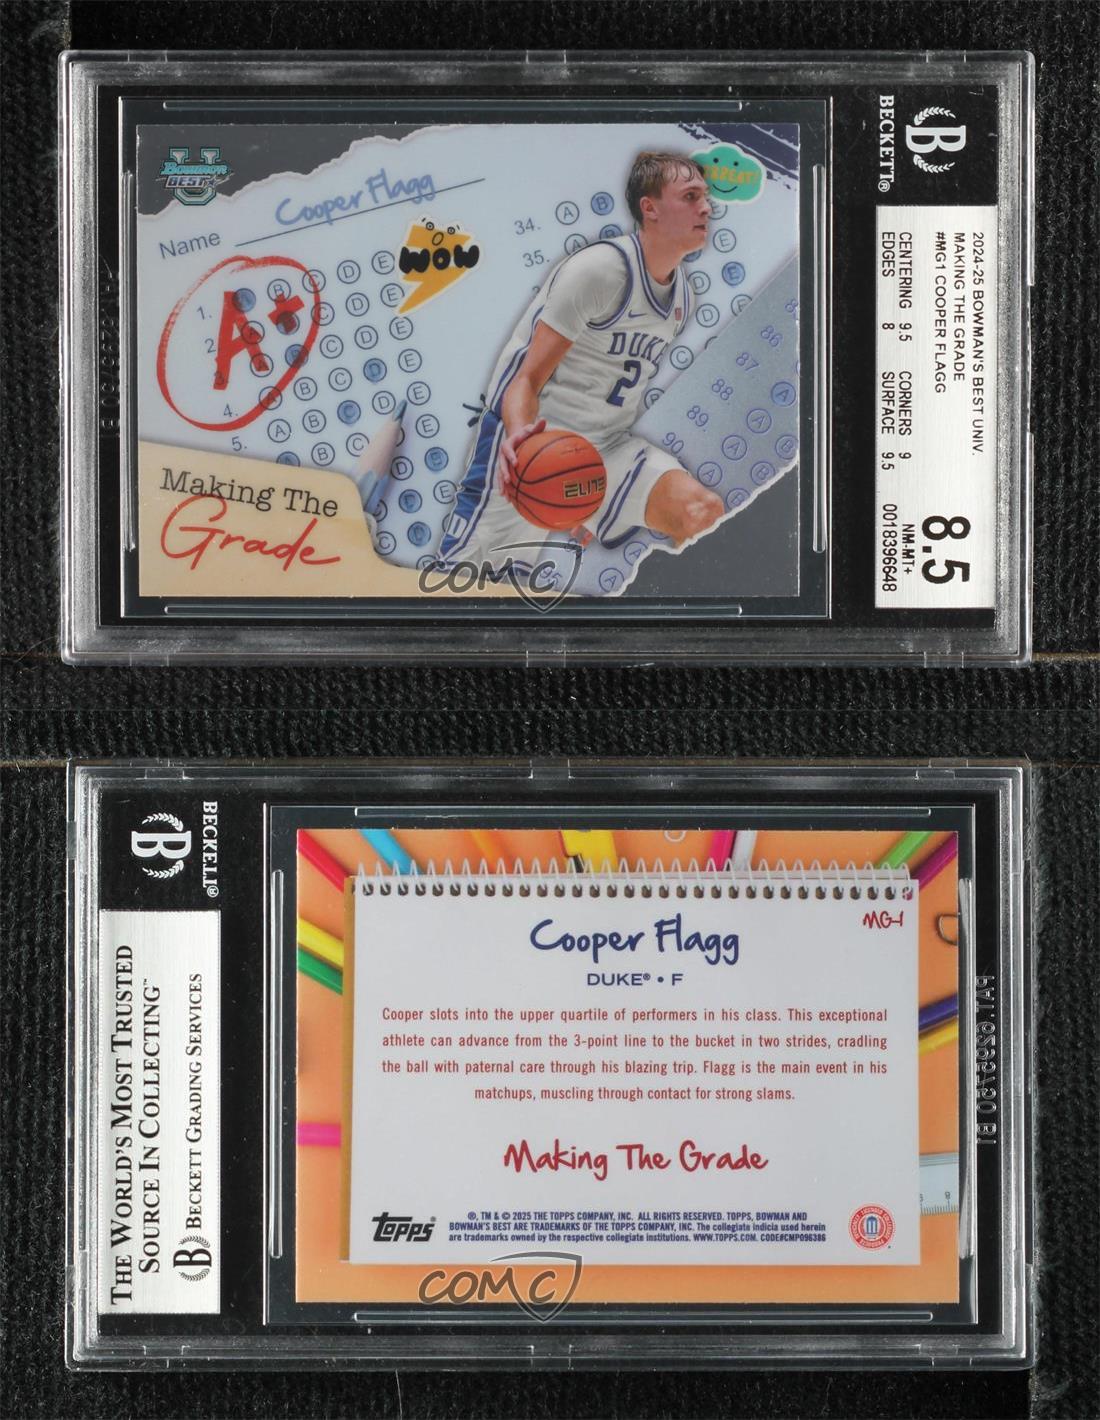 BECKETT®
2024-25 BOWMAN'S BEST UNIV.
MAKING THE GRADE
#MG1 COOPER FLAGG
CENTERING 9.5 CORNERS 9
EDGES 8 SURFACE 9.5
8.5
NM-MT+
0018396648
U
BOWMAN
BEST
Name Cooper Flagg
A+
WOW
GREAT!
1.
2.
3.
4.
5.
34.
35.
86
87
88
89.
90.
95.
DUKE
2
ELITE
Making The
Grade
COMC
BECKETT®
THE WORLD'S MOST TRUSTED
SOURCE IN COLLECTING™
BECKETT GRADING SERVICES
MG-1
Cooper Flagg
DUKE® • F
Cooper slots into the upper quartile of performers in his class. This exceptional
athlete can advance from the 3-point line to the bucket in two strides, cradling
the ball with paternal care through his blazing trip. Flagg is the main event in his
matchups, muscling through contact for strong slams.
Making The Grade
topps®
®, TM & © 2025 THE TOPPS COMPANY, INC. ALL RIGHTS RESERVED. TOPPS, BOWMAN AND
BOWMAN'S BEST ARE TRADEMARKS OF THE TOPPS COMPANY, INC. The collegiate indicia used herein
are trademarks owned by the respective collegiate institutions. WWW.TOPPS.COM. CODE#CMP096386
COMC